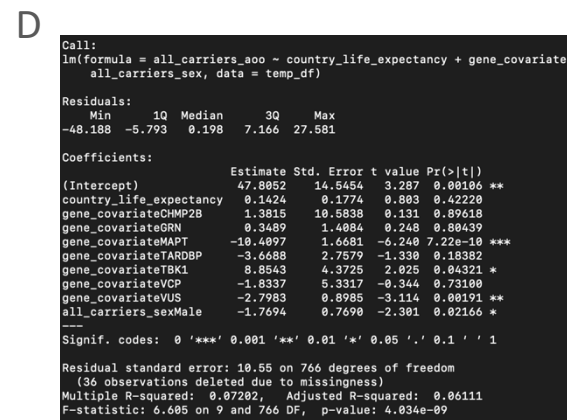 D
Call:
lm(formula = all_carriers_aoo ~ country_life_expectancy + gene_covariate
    all_carriers_sex, data = temp_df)
Residuals:
    Min      1Q  Median      3Q     Max
-48.188  -5.793   0.198   7.166  27.581
Coefficients:
                        Estimate Std. Error t value Pr(>|t|)
(Intercept)              47.8052    14.5454   3.287  0.00106 **
country_life_expectancy   0.1424     0.1774   0.803  0.42220
gene_covariateCHMP2B      1.3815    10.5838   0.131  0.89618
gene_covariateGRN         0.3489     1.4084   0.248  0.80439
gene_covariateMAPT      -10.4097     1.6681  -6.240 7.22e-10 ***
gene_covariateTARDBP     -3.6688     2.7579  -1.330  0.18382
gene_covariateTBK1        8.8543     4.3725   2.025  0.04321 *
gene_covariateVCP        -1.8337     5.3317  -0.344  0.73100
gene_covariateVUS        -2.7983     0.8985  -3.114  0.00191 **
all_carriers_sexMale     -1.7694     0.7690  -2.301  0.02166 *
---
Signif. codes:  0 '***' 0.001 '**' 0.01 '*' 0.05 '.' 0.1 ' ' 1
Residual standard error: 10.55 on 766 degrees of freedom
  (36 observations deleted due to missingness)
Multiple R-squared:  0.07202,	Adjusted R-squared:  0.06111
F-statistic: 6.605 on 9 and 766 DF,  p-value: 4.034e-09